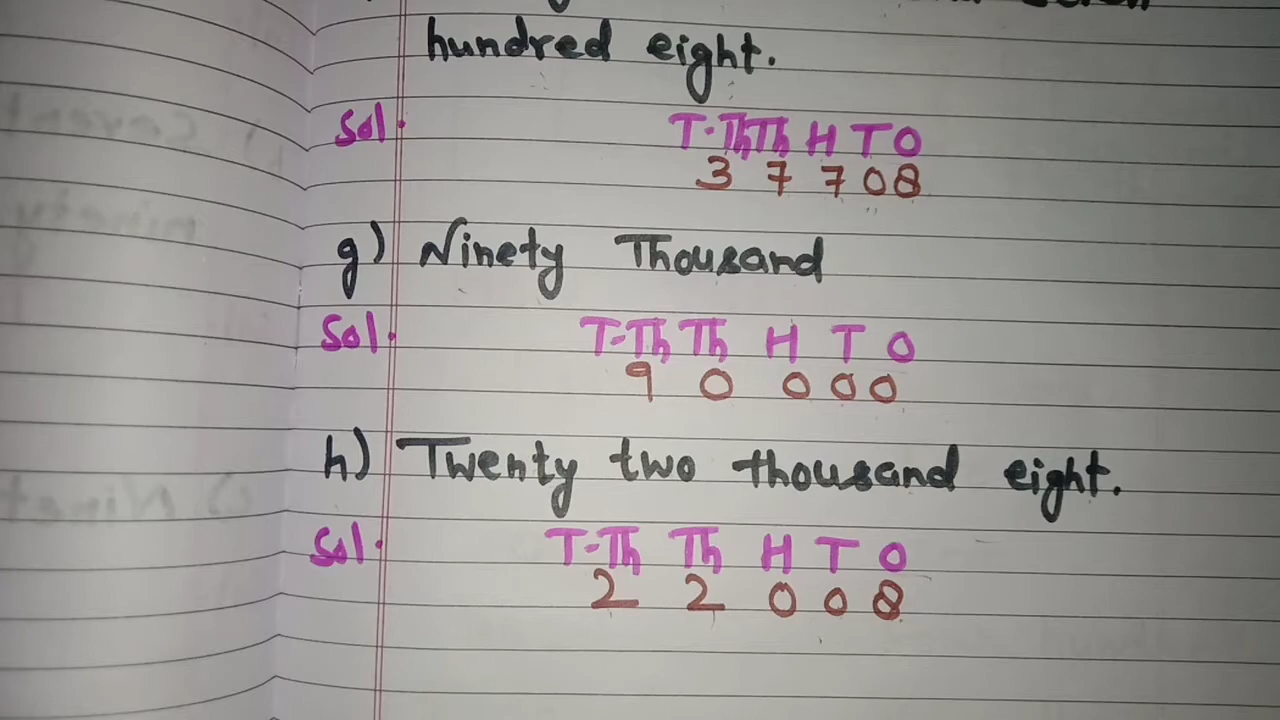 hundred eight.
Sol. T-Th Th H T O
3 7 7 0 8
g) Ninety Thousand
Sol. T-Th Th H T O
9 0 0 0 0
h) Twenty two thousand eight.
Sol. T-Th Th H T O
2 2 0 0 8